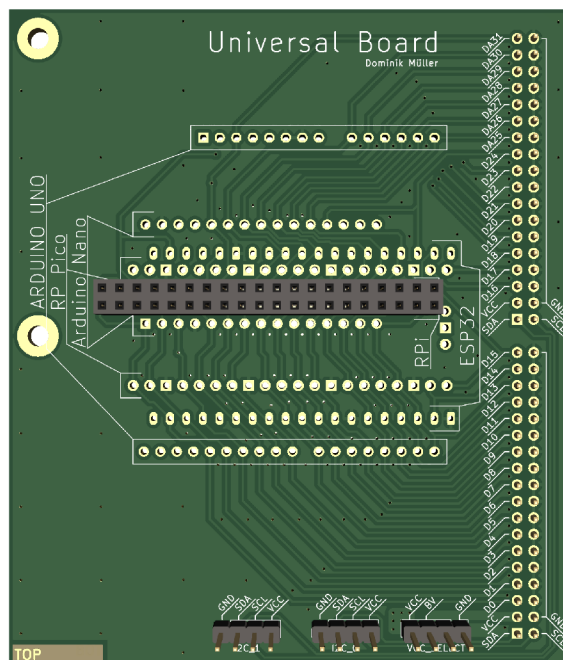 Universal Board
Dominik Müller
DA31
DA30
DA29
DA28
DA27
DA26
DA25
D24
D23
D22
D21
D20
D19
D18
D17
D16
VCC
SDA
GND
SCL
ARDUINO UNO
RP Pico
Arduino Nano
RPi
ESP32
D15
D14
D13
D12
D11
D10
D9
D8
D7
D6
D5
D4
D3
D2
D1
D0
VCC
SDA
GND
GND
SDA
SCL
VCC
GND
SDA
SCL
VCC
VCC
GND
TOP